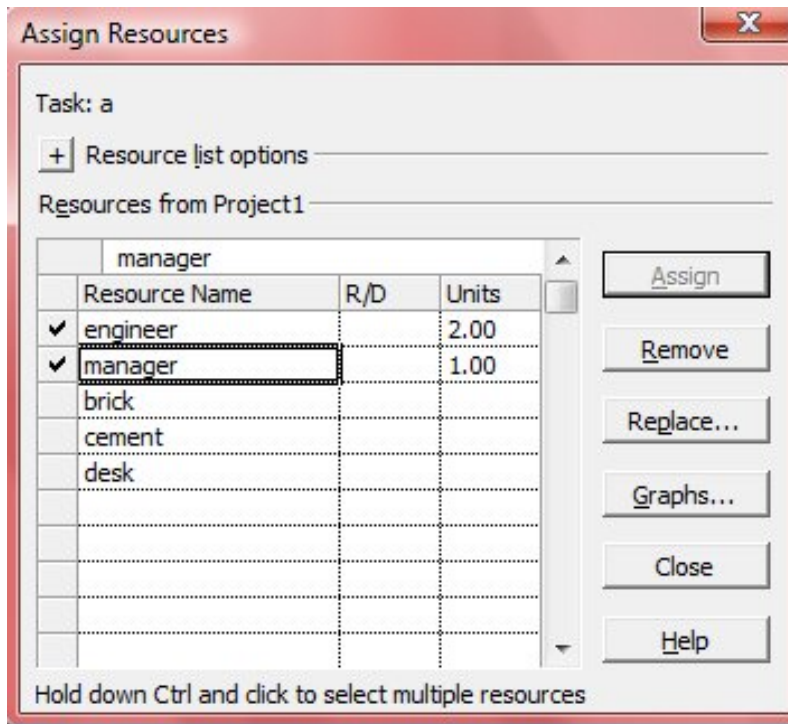 Assign Resources
X
Task: a
+ Resource list options
Resources from Project1
manager
Resource Name R/D Units
engineer 2.00
manager 1.00
brick
cement
desk
Assign
Remove
Replace...
Graphs...
Close
Help
Hold down Ctrl and click to select multiple resources